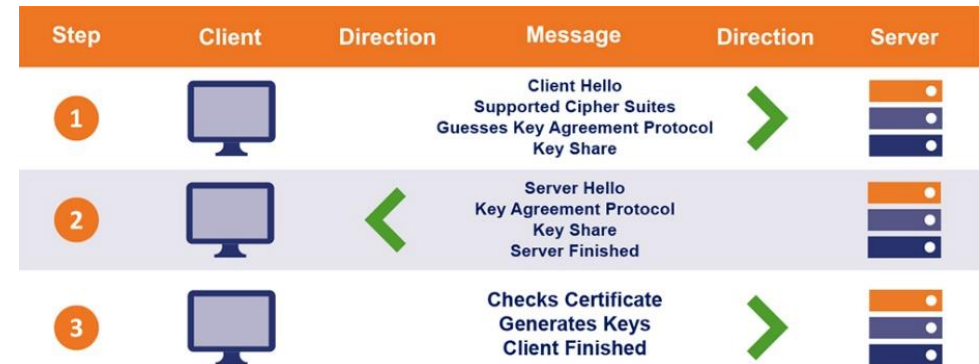 Step Client Direction Message Direction Server
1
Client Hello
Supported Cipher Suites
Guesses Key Agreement Protocol
Key Share
2
Server Hello
Key Agreement Protocol
Key Share
Server Finished
3
Checks Certificate
Generates Keys
Client Finished